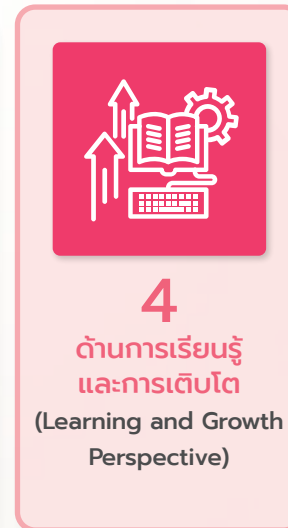 4
ด้านการเรียนรู้
และการเติบโต
(Learning and Growth
Perspective)